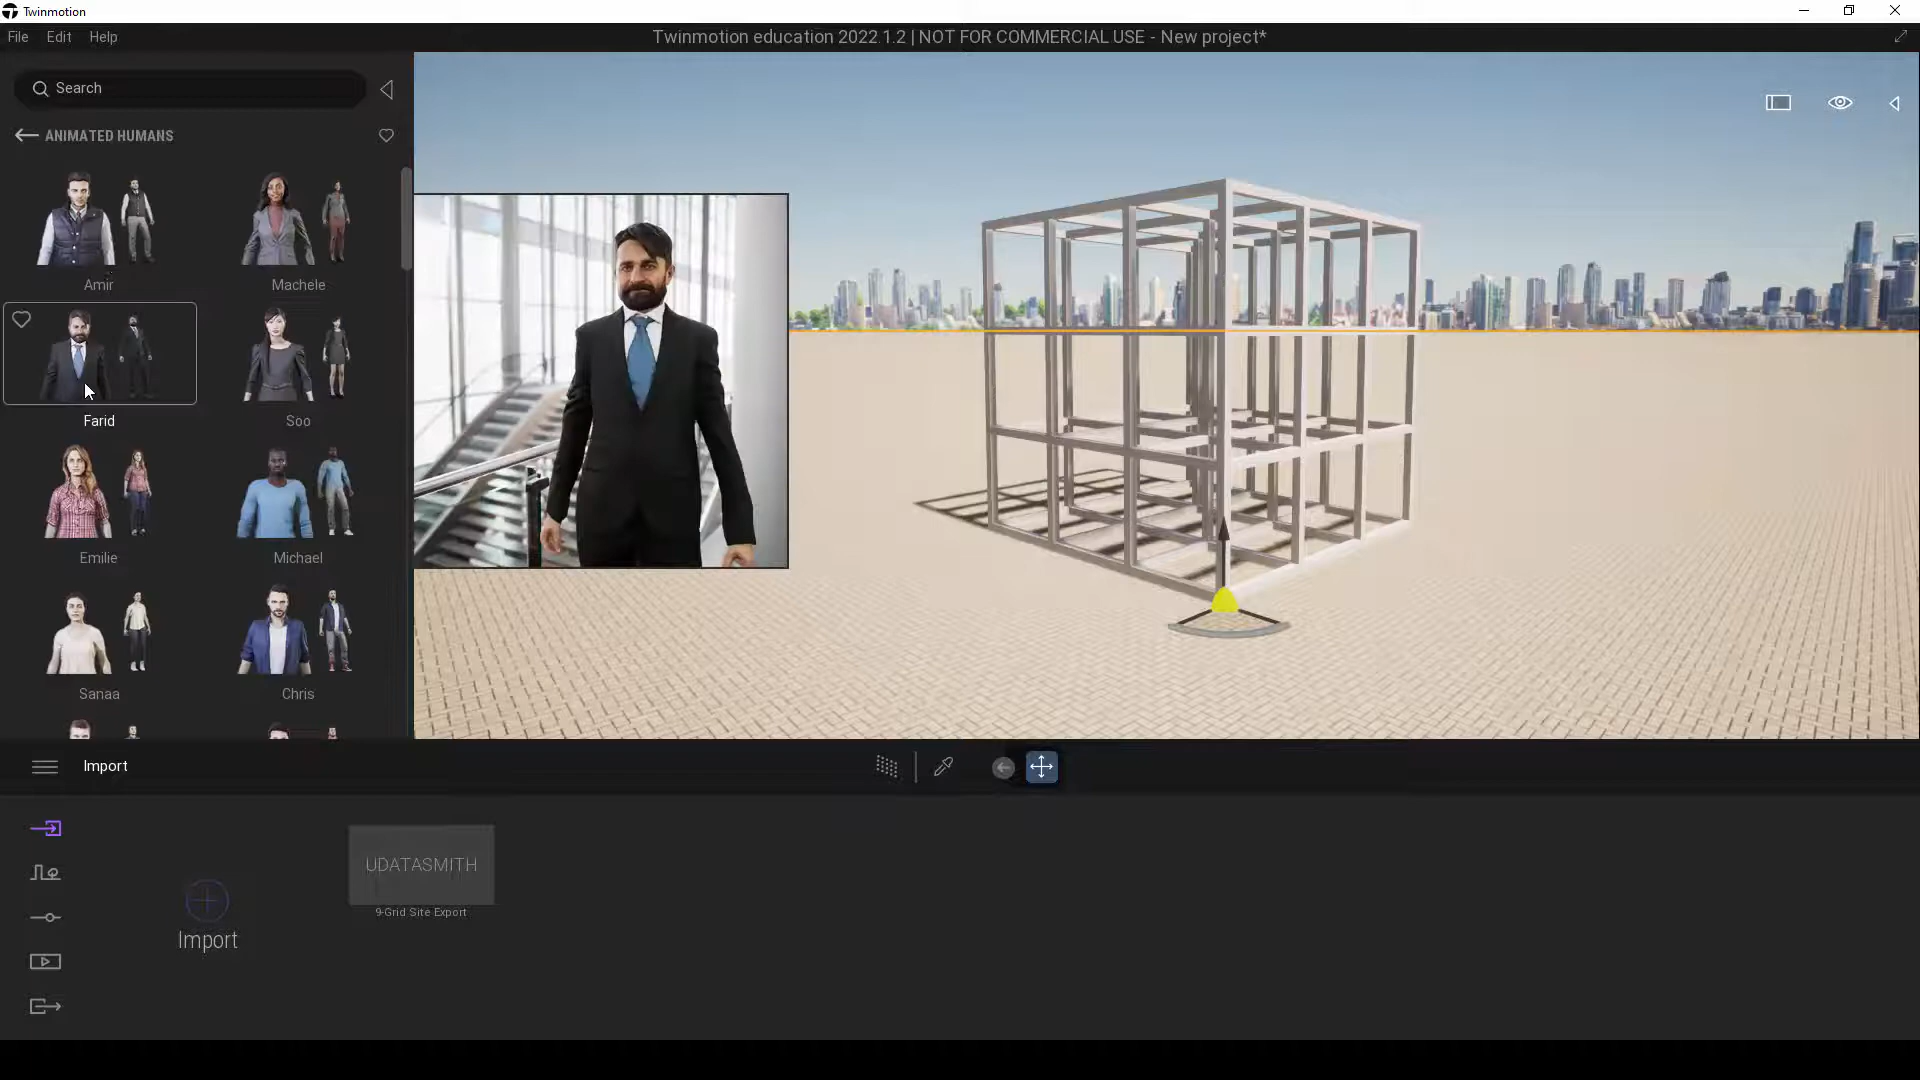 Twinmotion
File Edit Help
Twinmotion education 2022.1.2 | NOT FOR COMMERCIAL USE - New project*
Search
ANIMATED HUMANS
Amir Machele
Farid Soo
Emilie Michael
Sanaa Chris
Import
UDATASMITH
9-Grid Site Export
Import